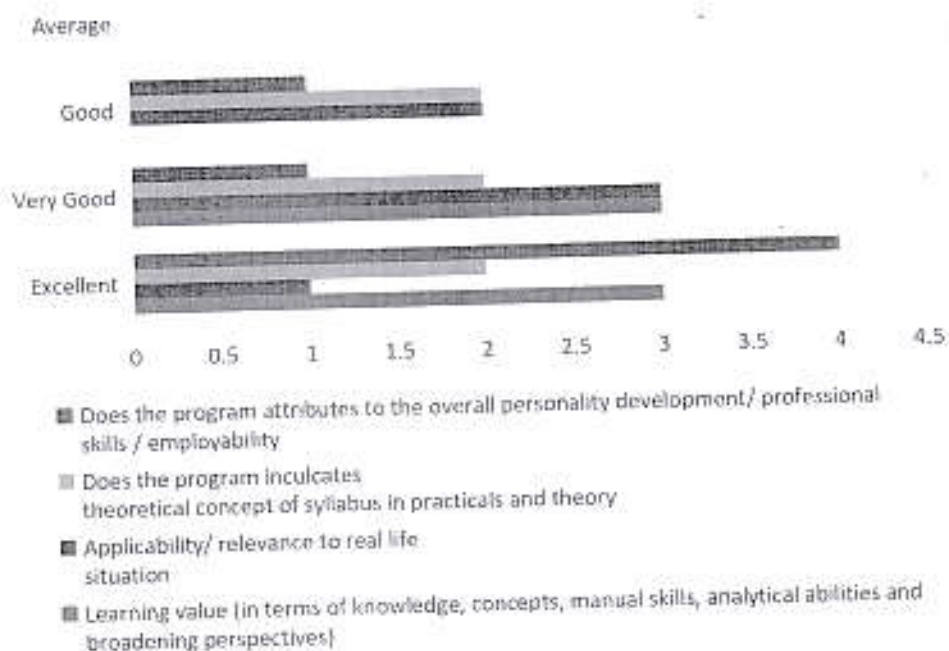 Average
Good
Very Good
Excellent
0 0.5 1 1.5 2 2.5 3 3.5 4 4.5
Does the program attributes to the overall personality development/ professional
skills / employability
Does the program inculcates
theoretical concept of syllabus in practicals and theory
Applicability/ relevance to real life
situation
Learning value (in terms of knowledge, concepts, manual skills, analytical abilities and
broadening perspectives)